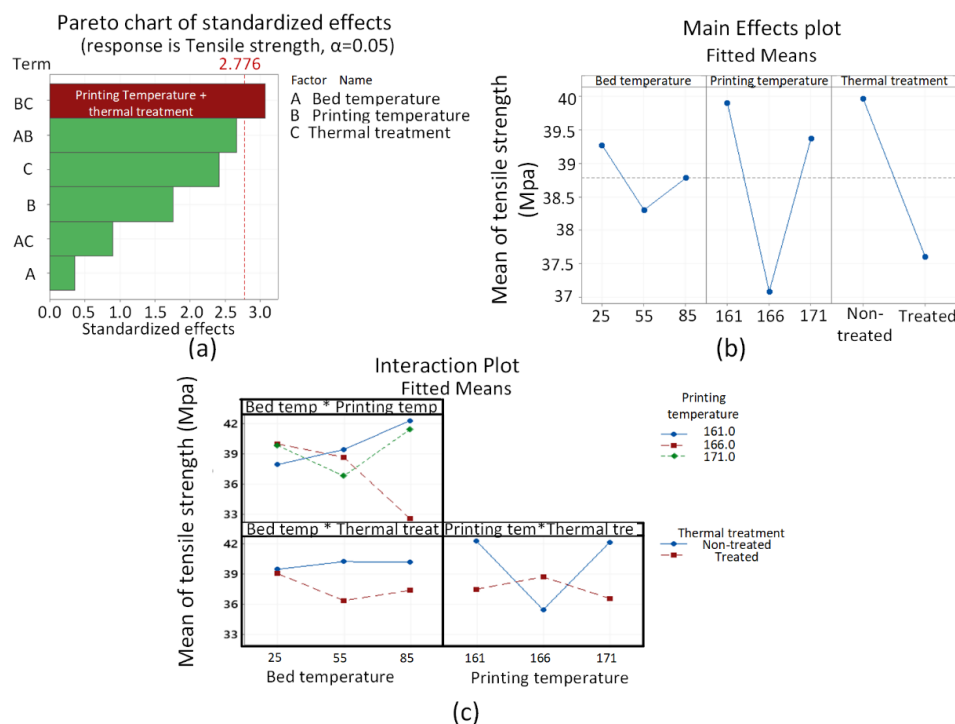 Pareto chart of standardized effects
(response is Tensile strength, α=0.05)
Term
2.776
BC
AB
C
B
AC
A
Printing Temperature +
thermal treatment
0.0 0.5 1.0 1.5 2.0 2.5 3.0
Standardized effects
Factor Name
A Bed temperature
B Printing temperature
C Thermal treatment
(a)
Main Effects plot
Fitted Means
Bed temperature Printing temperature Thermal treatment
Mean of tensile strength
(Mpa)
40
39.5
39
38.5
38
37.5
37
25 55 85 161 166 171 Non-
treated Treated
(b)
Interaction Plot
Fitted Means
Mean of tensile strength (Mpa)
Bed temp * Printing temp
42
39
36
33
Bed temp * Thermal treat Printing tem*Thermal tre
42
39
36
33
25 55 85 161 166 171
Bed temperature Printing temperature
Printing
temperature
161.0
166.0
171.0
Thermal treatment
Non-treated
Treated
(c)